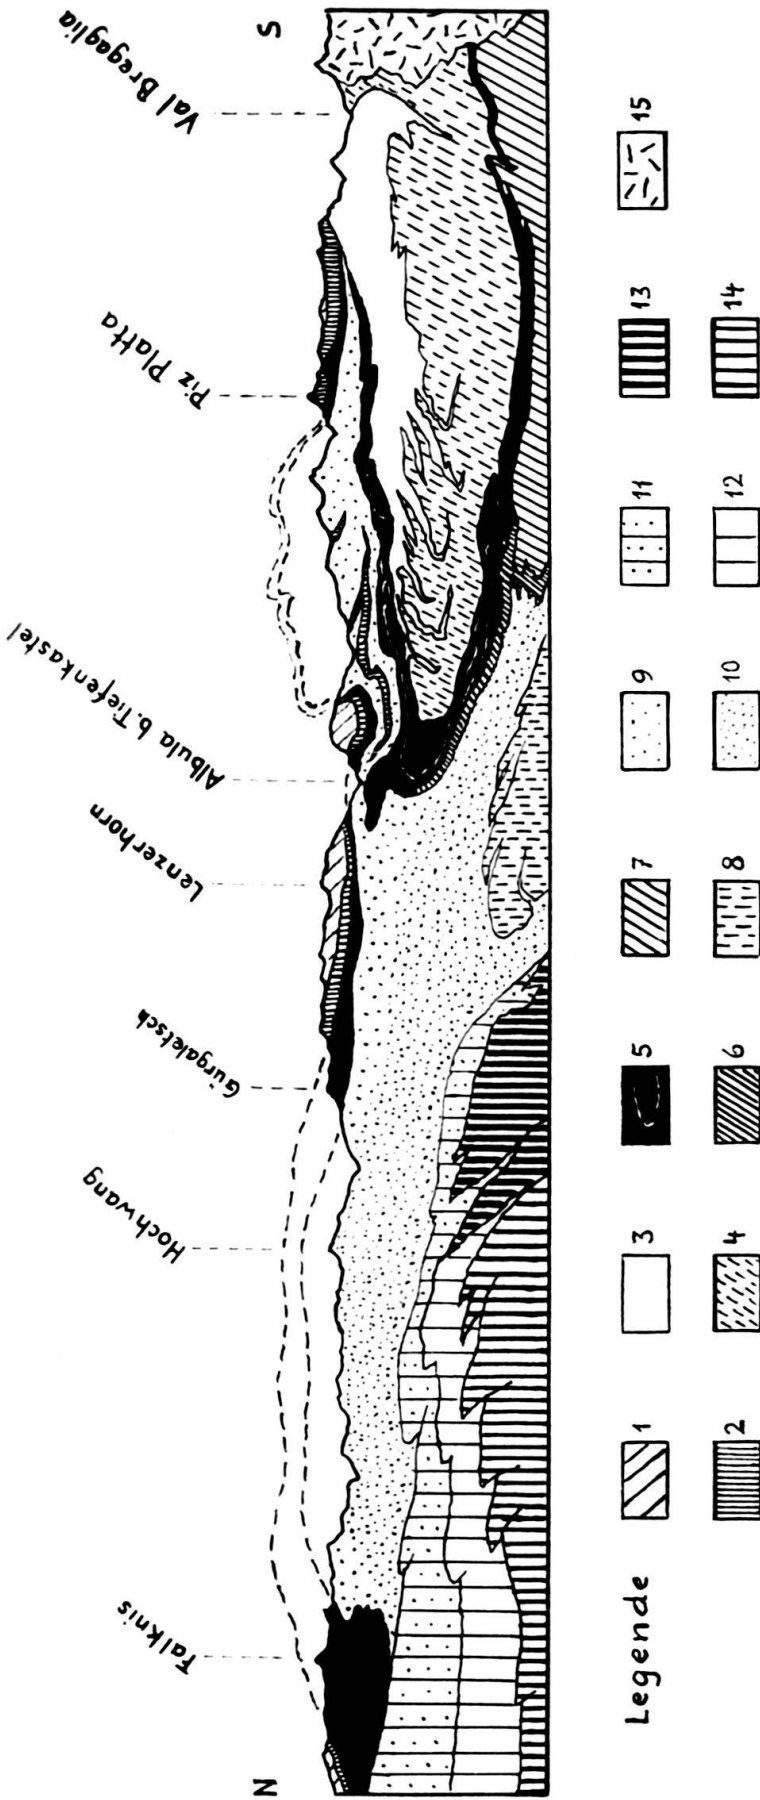 N
S
Falknis
Hochwang
Gürgaletsch
Lenzerhorn
Albula b. Tiefenkastel
Piz Platta
Val Bregaglia
Legende
1 3 5 7 9 11 13 15
2 4 6 8 10 12 14